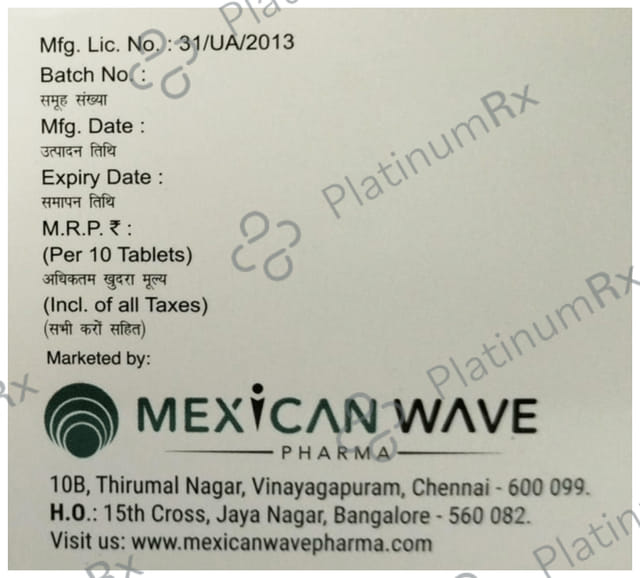 Mfg. Lic. No. : 31/UA/2013
Batch No. :
समूह संख्या
Mfg. Date :
उत्पादन तिथि
Expiry Date :
समापन तिथि
M.R.P. ₹ :
(Per 10 Tablets)
अधिकतम खुदरा मूल्य
(Incl. of all Taxes)
(सभी करों सहित)
Marketed by:
MEXICAN WAVE
PHARMA
10B, Thirumal Nagar, Vinayagapuram, Chennai - 600 099.
H.O.: 15th Cross, Jaya Nagar, Bangalore - 560 082.
Visit us: www.mexicanwavepharma.com
PlatinumRx
PlatinumRx